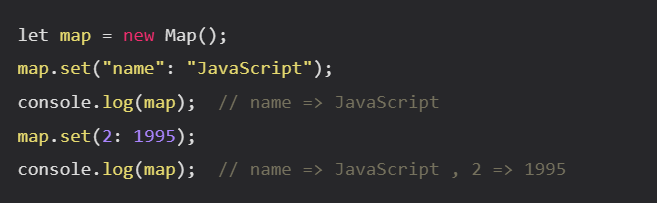 let map = new Map();
map.set("name": "JavaScript");
console.log(map);  // name => JavaScript
map.set(2: 1995);
console.log(map);  // name => JavaScript , 2 => 1995